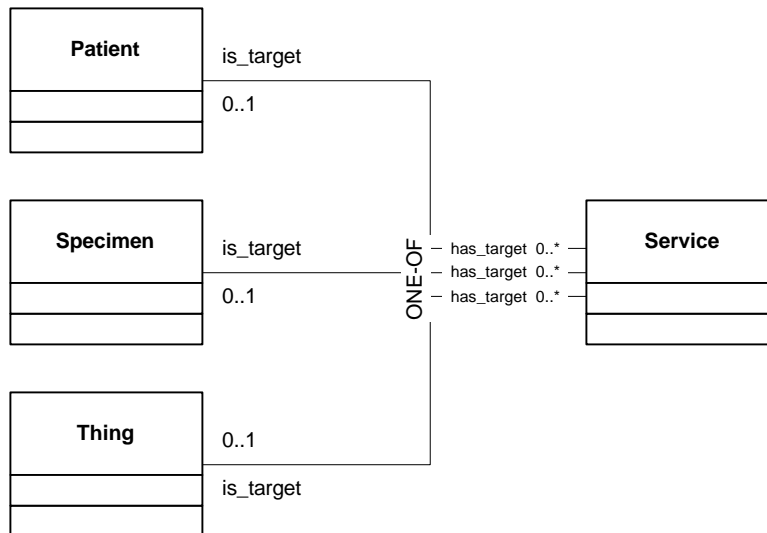 Patient
is_target
0..1
Specimen
is_target
0..1
Thing
0..1
is_target
ONE-OF
has_target 0..*
has_target 0..*
has_target 0..*
Service